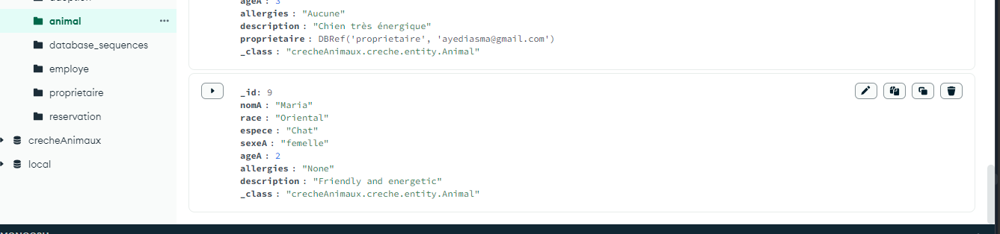 animal
database_sequences
employe
proprietaire
reservation
crecheAnimaux
local
ageA : 3
allergies : "Aucune"
description : "Chien très énergique"
proprietaire : DBRef('proprietaire', 'ayediasma@gmail.com')
_class : "crecheAnimaux.creche.entity.Animal"
_id: 9
nomA : "Maria"
race : "Oriental"
espece : "Chat"
sexeA : "femelle"
ageA : 2
allergies : "None"
description : "Friendly and energetic"
_class : "crecheAnimaux.creche.entity.Animal"